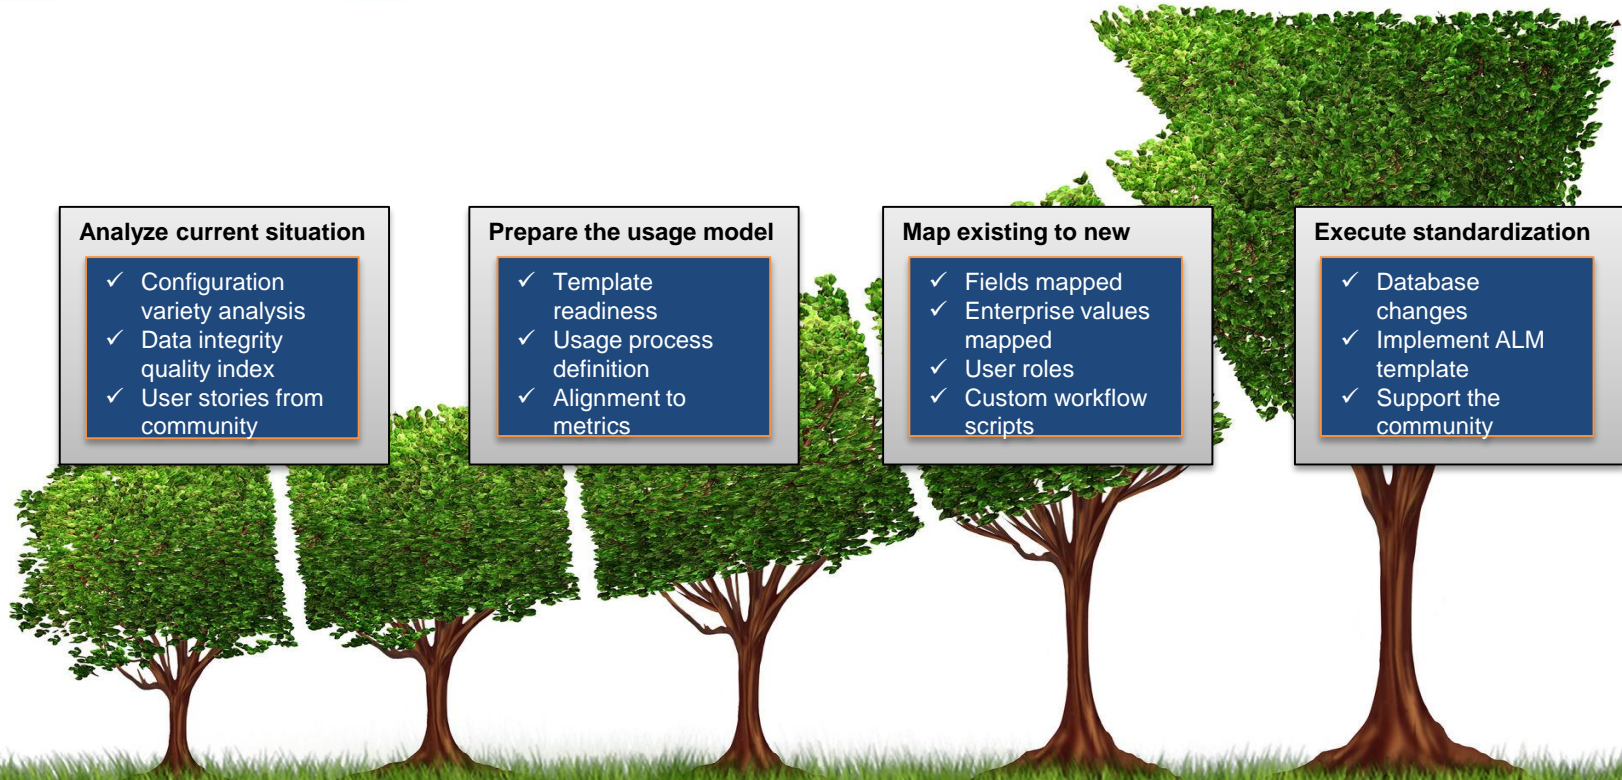 Analyze current situation
✓ Configuration
variety analysis
✓ Data integrity
quality index
✓ User stories from
community
Prepare the usage model
✓ Template
readiness
✓ Usage process
definition
✓ Alignment to
metrics
Map existing to new
✓ Fields mapped
✓ Enterprise values
mapped
✓ User roles
✓ Custom workflow
scripts
Execute standardization
✓ Database
changes
✓ Implement ALM
template
✓ Support the
community